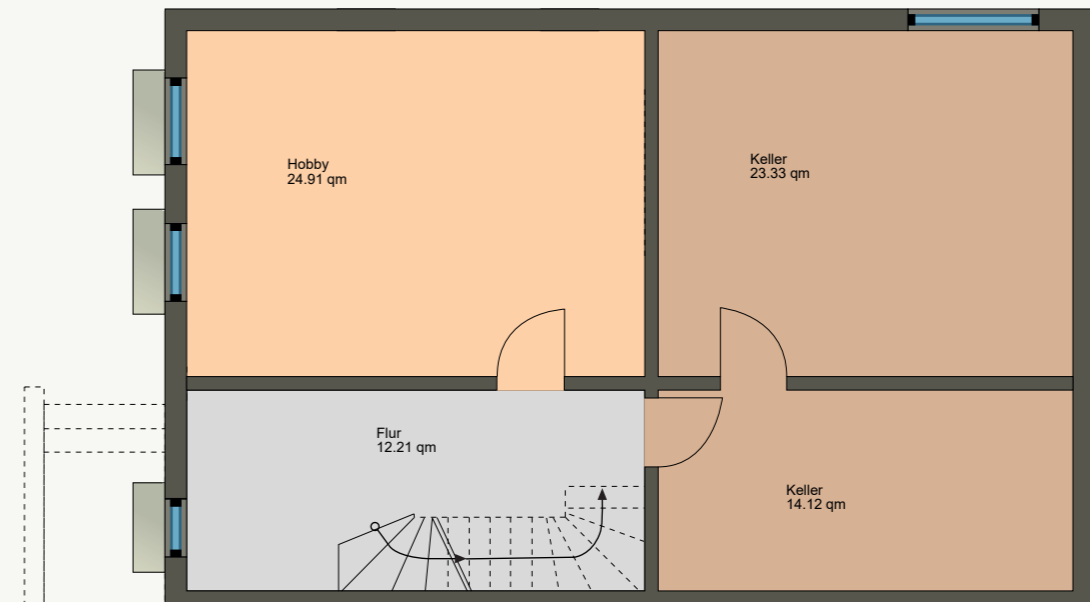 Hobby
24.91 qm
Keller
23.33 qm
Flur
12.21 qm
Keller
14.12 qm